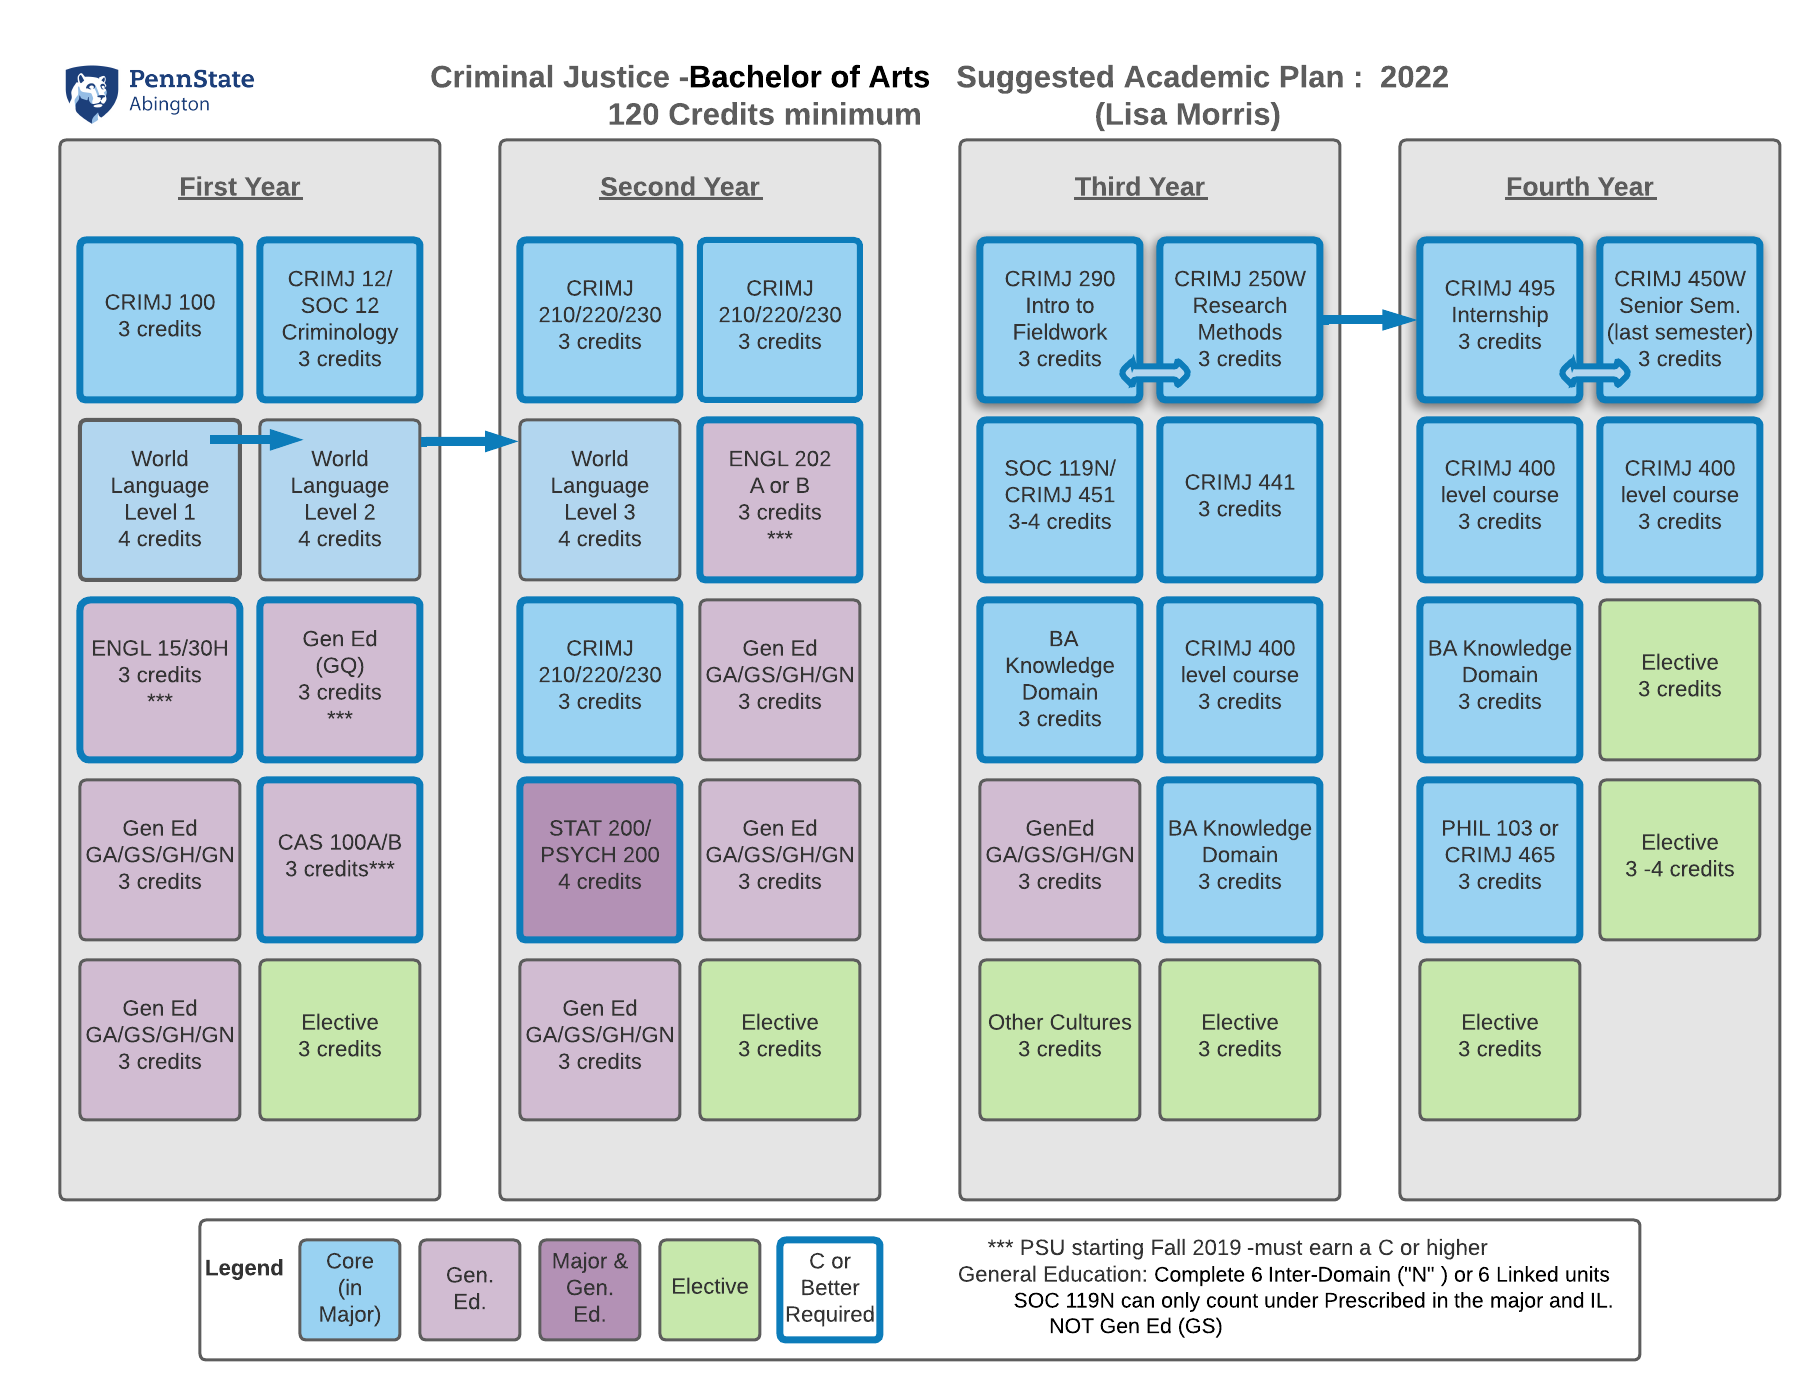 PennState
Abington
Criminal Justice -Bachelor of Arts Suggested Academic Plan : 2022
120 Credits minimum (Lisa Morris)
First Year
CRIMJ 100
3 credits
CRIMJ 12/
SOC 12
Criminology
3 credits
World
Language
Level 1
4 credits
World
Language
Level 2
4 credits
ENGL 15/30H
3 credits
***
Gen Ed
(GQ)
3 credits
***
Gen Ed
GA/GS/GH/GN
3 credits
CAS 100A/B
3 credits***
Gen Ed
GA/GS/GH/GN
3 credits
Elective
3 credits
Second Year
CRIMJ
210/220/230
3 credits
CRIMJ
210/220/230
3 credits
World
Language
Level 3
4 credits
ENGL 202
A or B
3 credits
***
CRIMJ
210/220/230
3 credits
Gen Ed
GA/GS/GH/GN
3 credits
STAT 200/
PSYCH 200
4 credits
Gen Ed
GA/GS/GH/GN
3 credits
Gen Ed
GA/GS/GH/GN
3 credits
Elective
3 credits
Third Year
CRIMJ 290
Intro to
Fieldwork
3 credits
CRIMJ 250W
Research
Methods
3 credits
SOC 119N/
CRIMJ 451
3-4 credits
CRIMJ 441
3 credits
BA
Knowledge
Domain
3 credits
CRIMJ 400
level course
3 credits
GenEd
GA/GS/GH/GN
3 credits
BA Knowledge
Domain
3 credits
Other Cultures
3 credits
Elective
3 credits
Fourth Year
CRIMJ 495
Internship
3 credits
CRIMJ 450W
Senior Sem.
(last semester)
3 credits
CRIMJ 400
level course
3 credits
CRIMJ 400
level course
3 credits
BA Knowledge
Domain
3 credits
Elective
3 credits
PHIL 103 or
CRIMJ 465
3 credits
Elective
3 -4 credits
Elective
3 credits
Legend
Core
(in
Major)
Gen.
Ed.
Major &
Gen.
Ed.
Elective
C or
Better
Required
*** PSU starting Fall 2019 -must earn a C or higher
General Education: Complete 6 Inter-Domain ("N" ) or 6 Linked units
SOC 119N can only count under Prescribed in the major and IL.
NOT Gen Ed (GS)